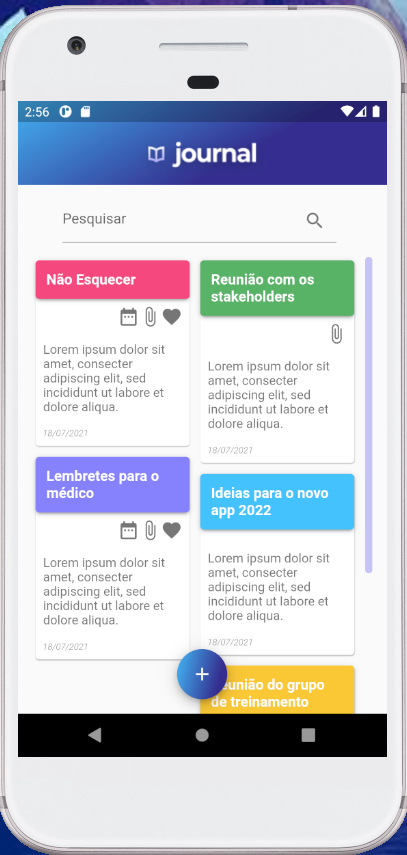 2:56
journal
Pesquisar
Não Esquecer
Lorem ipsum dolor sit
amet, consecter
adipiscing elit, sed
incididunt ut labore et
dolore aliqua.
18/07/2021
Reunião com os
stakeholders
Lorem ipsum dolor sit
amet, consecter
adipiscing elit, sed
incididunt ut labore et
dolore aliqua.
18/07/2021
Lembretes para o
médico
Lorem ipsum dolor sit
amet, consecter
adipiscing elit, sed
incididunt ut labore et
dolore aliqua.
18/07/2021
Ideias para o novo
app 2022
Lorem ipsum dolor sit
amet, consecter
adipiscing elit, sed
incididunt ut labore et
dolore aliqua.
18/07/2021
+
Reunião do grupo
de treinamento